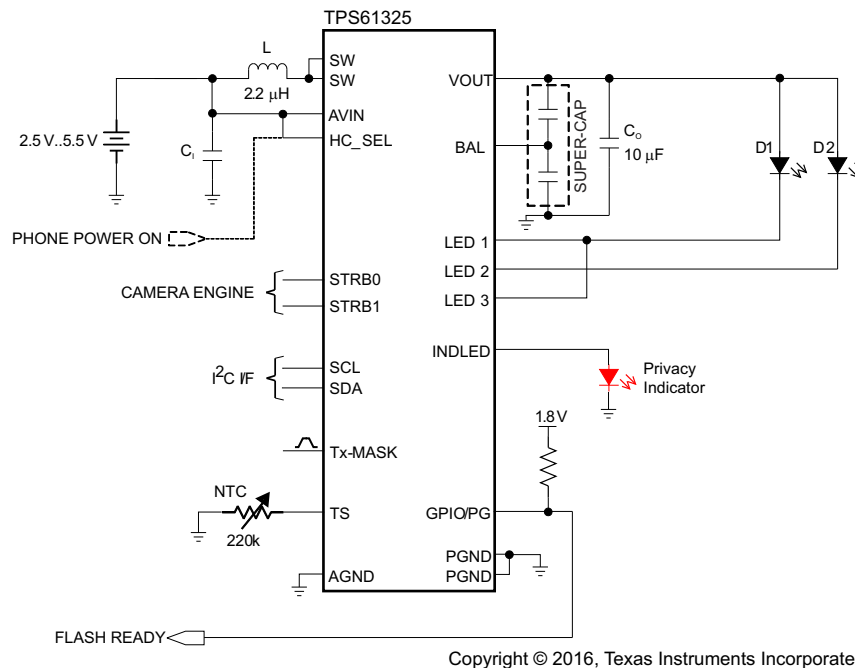 TPS61325
L
2.2 μH
SW
SW
AVIN
HC_SEL
2.5 V..5.5 V
C_I
PHONE POWER ON
CAMERA ENGINE
STRB0
STRB1
I²C I/F
SCL
SDA
Tx-MASK
NTC
220k
TS
AGND
FLASH READY
VOUT
BAL
SUPER-CAP
C_O
10 μF
D1
D2
LED 1
LED 2
LED 3
INDLED
Privacy
Indicator
1.8 V
GPIO/PG
PGND
PGND
Copyright © 2016, Texas Instruments Incorporate